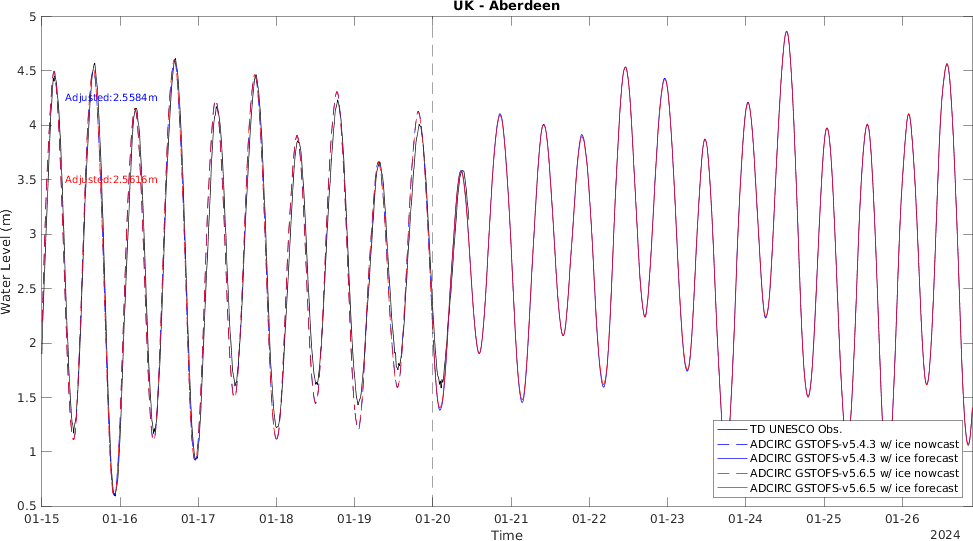 UK - Aberdeen
5
4.5
4
3.5
3
2.5
2
1.5
1
0.5
Water Level (m)
Adjusted:2.5584m
Adjusted:2.5616m
TD UNESCO Obs.
ADCIRC GSTOFS-v5.4.3 w/ ice nowcast
ADCIRC GSTOFS-v5.4.3 w/ ice forecast
ADCIRC GSTOFS-v5.6.5 w/ ice nowcast
ADCIRC GSTOFS-v5.6.5 w/ ice forecast
01-15 01-16 01-17 01-18 01-19 01-20 01-21 01-22 01-23 01-24 01-25 01-26
Time
2024